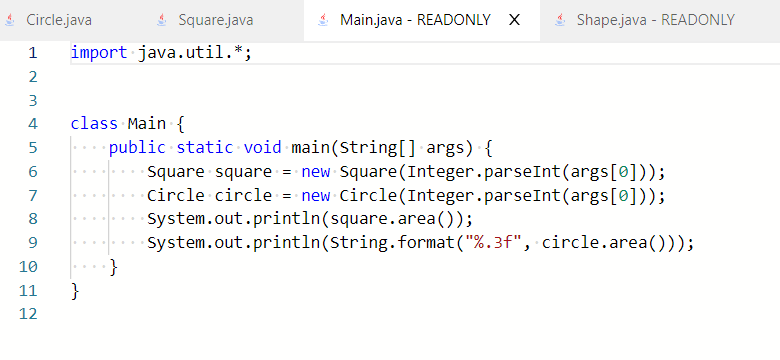 Circle.java Square.java Main.java - READONLY X Shape.java - READONLY
1 import java.util.*;
2
3
4 class Main {
5 public static void main(String[] args) {
6 Square square = new Square(Integer.parseInt(args[0]));
7 Circle circle = new Circle(Integer.parseInt(args[0]));
8 System.out.println(square.area());
9 System.out.println(String.format("%.3f", circle.area()));
10 }
11 }
12